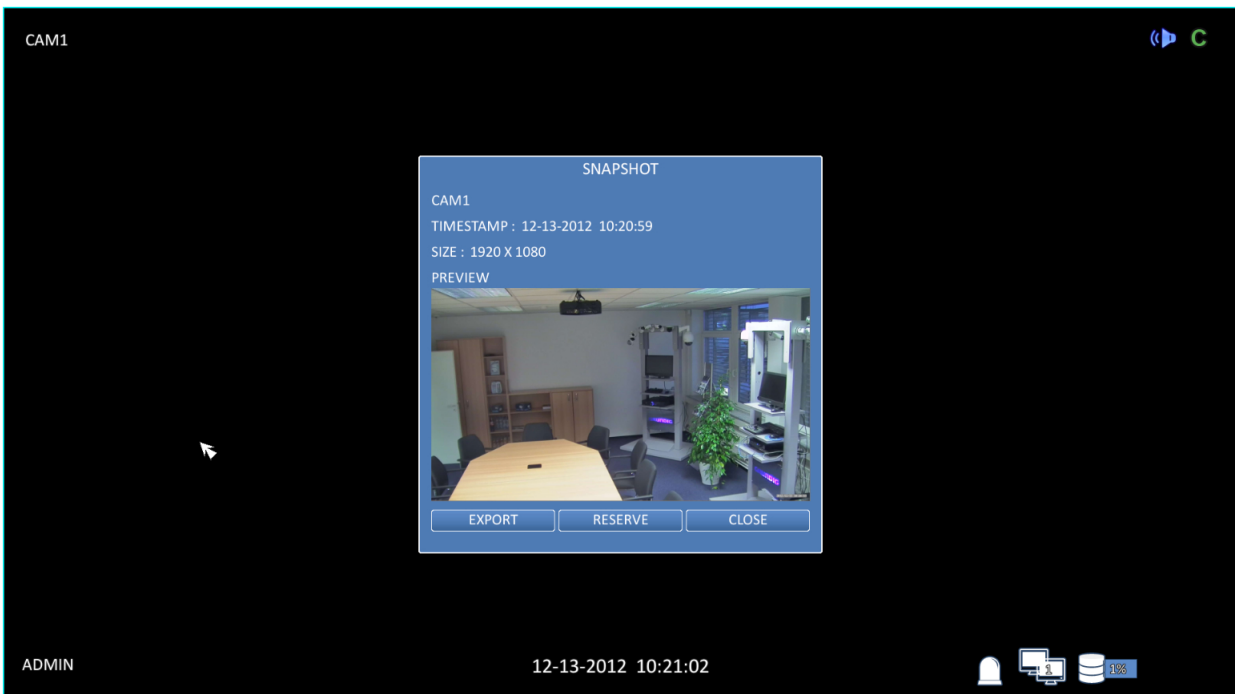 CAM1
C
SNAPSHOT
CAM1
TIMESTAMP : 12-13-2012 10:20:59
SIZE : 1920 X 1080
PREVIEW
EXPORT RESERVE CLOSE
ADMIN 12-13-2012 10:21:02 1 1%